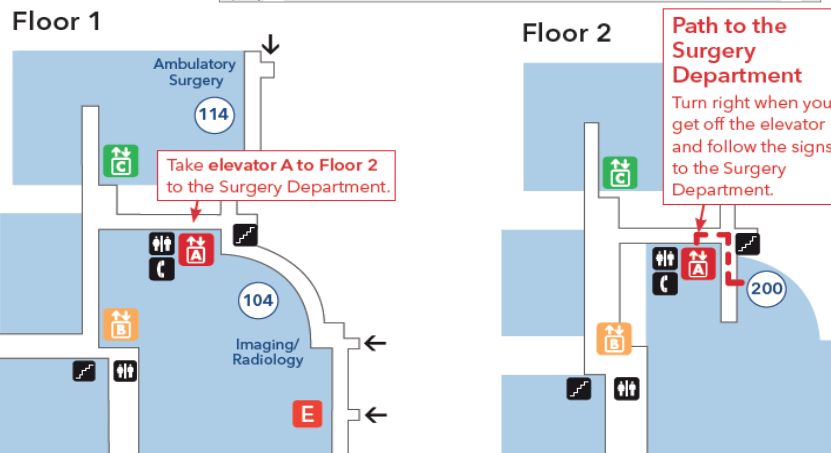 Floor 1
Ambulatory
Surgery
114
C
Take elevator A to Floor 2
to the Surgery Department.
A
104
B
Imaging/
Radiology
E
Floor 2
Path to the
Surgery
Department
Turn right when you
get off the elevator
and follow the signs
to the Surgery
Department.
C
A
200
B